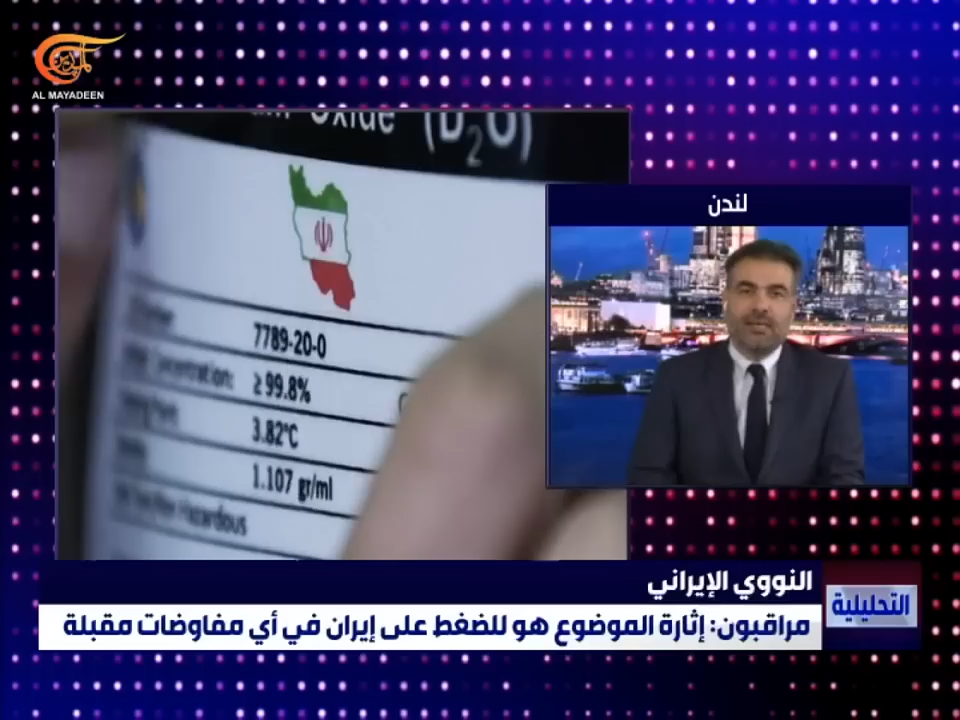 AL MAYADEEN
Oxide (D₂O)
7789-20-0
≥ 99.8%
3.82°C
1.107 gr/ml
Hazardous
لندن
النووي الإيراني
التحليلية
مراقبون: إثارة الموضوع هو للضغط على إيران في أي مفاوضات مقبلة